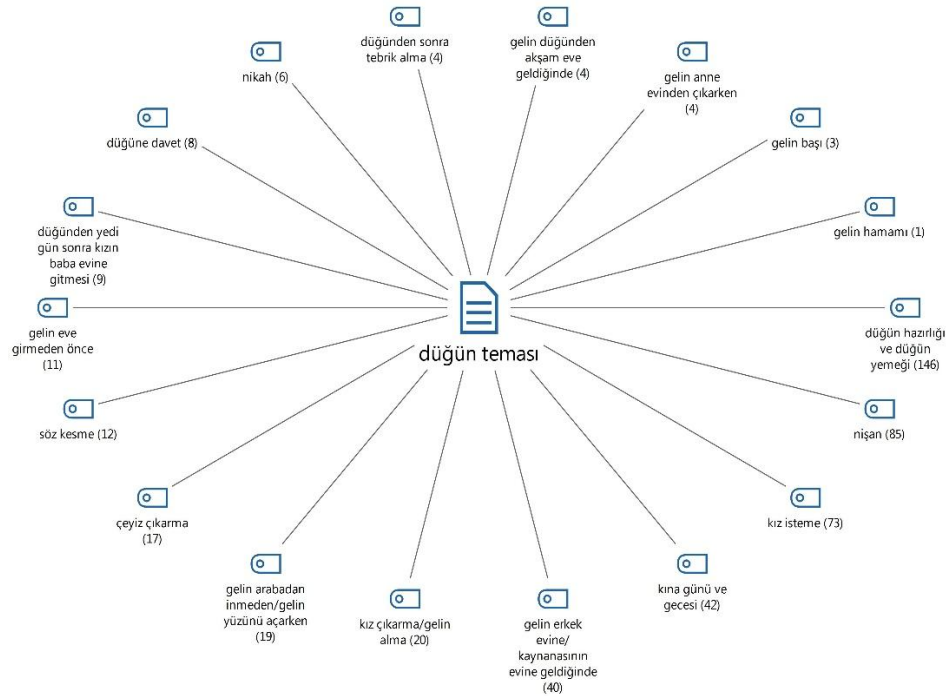 düğünden sonra
tebrik alma (4)
gelin düğünden
akşam eve
geldiğinde (4)
nikah (6)
gelin anne
evinden çıkarken
(4)
düğüne davet (8)
gelin başı (3)
düğünden yedi
gün sonra kızın
baba evine
gitmesi (9)
gelin hamamı (1)
gelin eve
girmeden önce
(11)
düğün teması
düğün hazırlığı
ve düğün
yemeği (146)
söz kesme (12)
nişan (85)
çeyiz çıkarma
(17)
kız isteme (73)
gelin arabadan
inmeden/gelin
yüzünü açarken
(19)
kız çıkarma/gelin
alma (20)
gelin erkek
evine/
kaynanasının
evine geldiğinde
(40)
kına günü ve
gecesi (42)